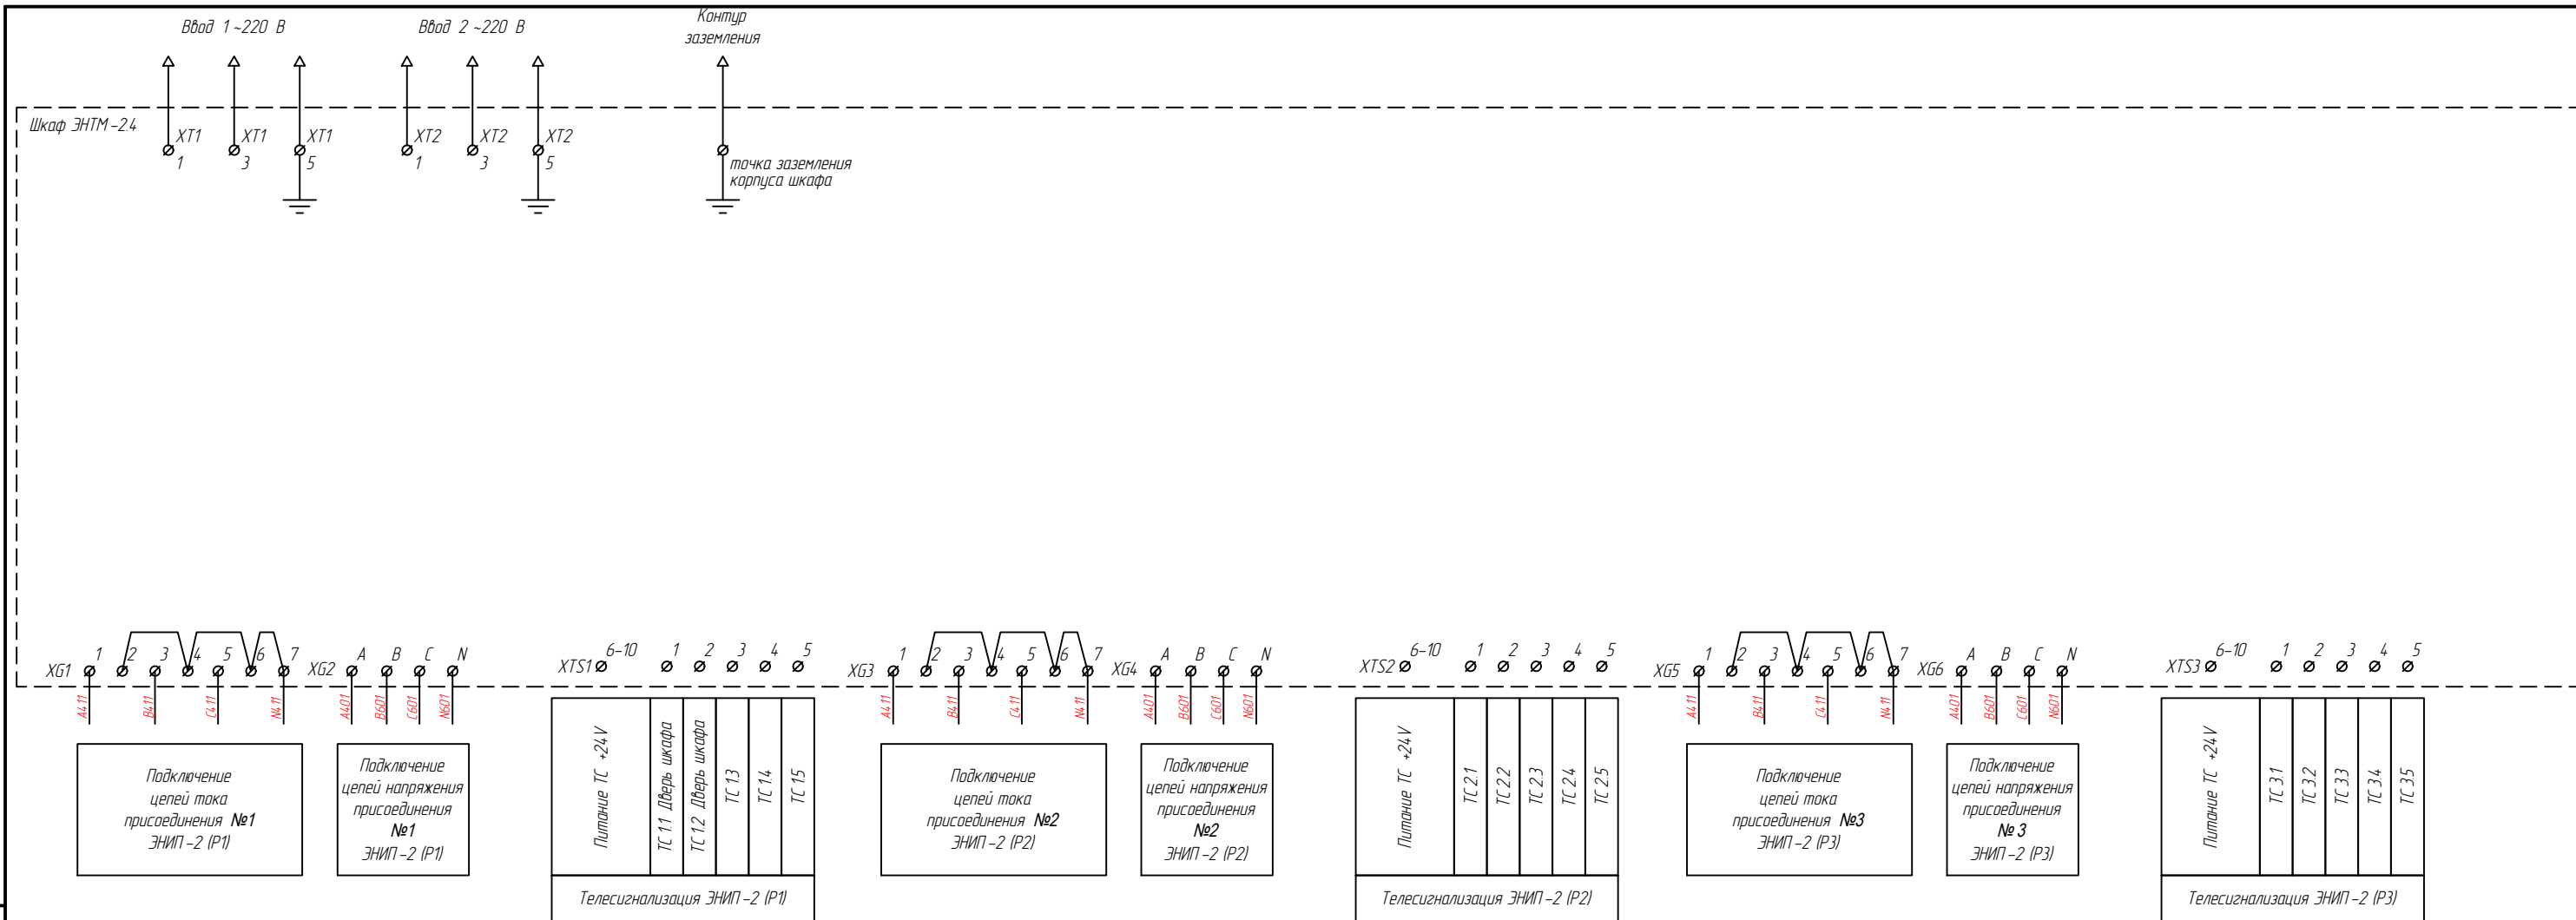 Ввод 1 ~220 В
Ввод 2 ~220 В
Контур
заземления
Шкаф ЭНТМ-2.4
XT1
1
XT1
3
XT1
5
XT2
1
XT2
3
XT2
5
точка заземления
корпуса шкафа
XG1
1
2
3
4
5
6
7
A411
B411
C411
N411
Подключение
цепей тока
присоединения №1
ЭНИП-2 (P1)
XG2
A
B
C
N
A401
B601
C601
N601
Подключение
цепей напряжения
присоединения
№1
ЭНИП-2 (P1)
XTS1
6-10
1
2
3
4
5
Питание ТС +24V
ТС 1.1 Дверь шкафа
ТС 1.2 Дверь шкафа
ТС 1.3
ТС 1.4
ТС 1.5
Телесигнализация ЭНИП-2 (P1)
XG3
1
2
3
4
5
6
7
A411
B411
C411
N411
Подключение
цепей тока
присоединения №2
ЭНИП-2 (P2)
XG4
A
B
C
N
A401
B601
C601
N601
Подключение
цепей напряжения
присоединения
№2
ЭНИП-2 (P2)
XTS2
6-10
1
2
3
4
5
Питание ТС +24V
ТС 2.1
ТС 2.2
ТС 2.3
ТС 2.4
ТС 2.5
Телесигнализация ЭНИП-2 (P2)
XG5
1
2
3
4
5
6
7
A411
B411
C411
N411
Подключение
цепей тока
присоединения №3
ЭНИП-2 (P3)
XG6
A
B
C
N
A401
B601
C601
N601
Подключение
цепей напряжения
присоединения
№ 3
ЭНИП-2 (P3)
XTS3
6-10
1
2
3
4
5
Питание ТС +24V
ТС 3.1
ТС 3.2
ТС 3.3
ТС 3.4
ТС 3.5
Телесигнализация ЭНИП-2 (P3)